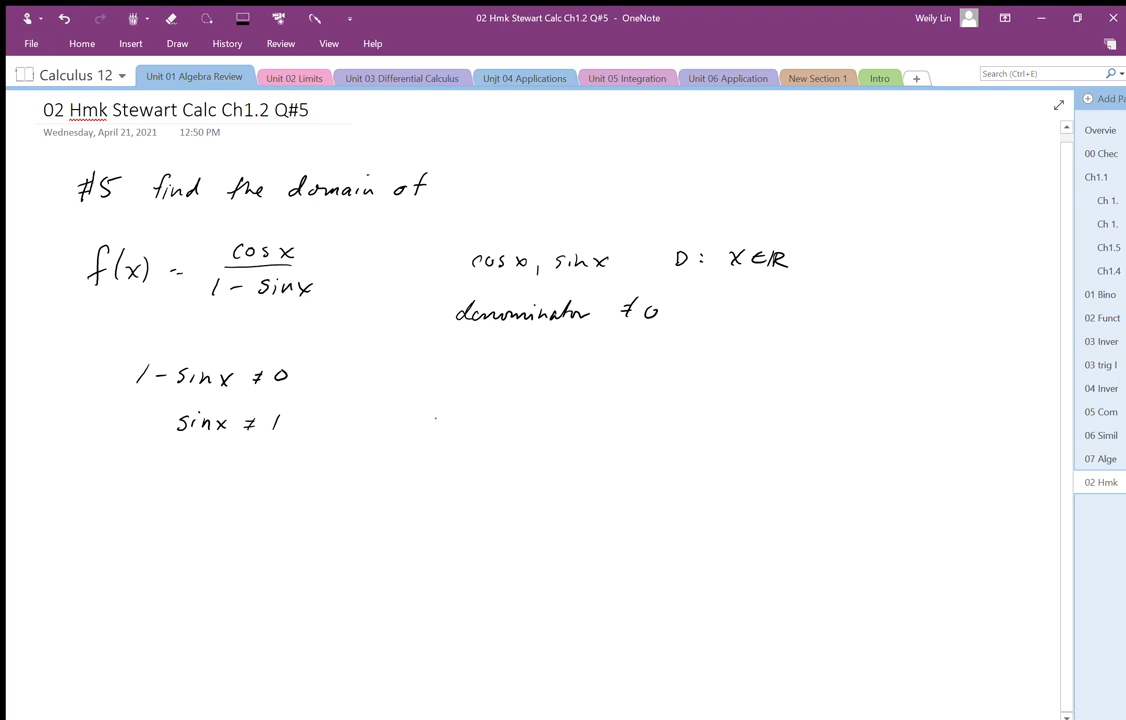 02 Hmk Stewart Calc Ch1.2 Q#5 - OneNote
Weily Lin
File Home Insert Draw History Review View Help
Calculus 12
Unit 01 Algebra Review
Unit 02 Limits
Unit 03 Differential Calculus
Unit 04 Applications
Unit 05 Integration
Unit 06 Application
New Section 1
Intro
Search (Ctrl+E)
02 Hmk Stewart Calc Ch1.2 Q#5
Wednesday, April 21, 2021 12:50 PM
#5 find the domain of
f(x) = cos x / 1 - sin x
cos x, sin x D: x ∈ ℝ
denominator ≠ 0
1 - sin x ≠ 0
sin x ≠ 1
Add Pa
Overvie
00 Chec
Ch1.1
Ch 1.
Ch 1.
Ch1.5
Ch1.4
01 Bino
02 Funct
03 Inver
03 trig I
04 Inver
05 Com
06 Simil
07 Alge
02 Hmk